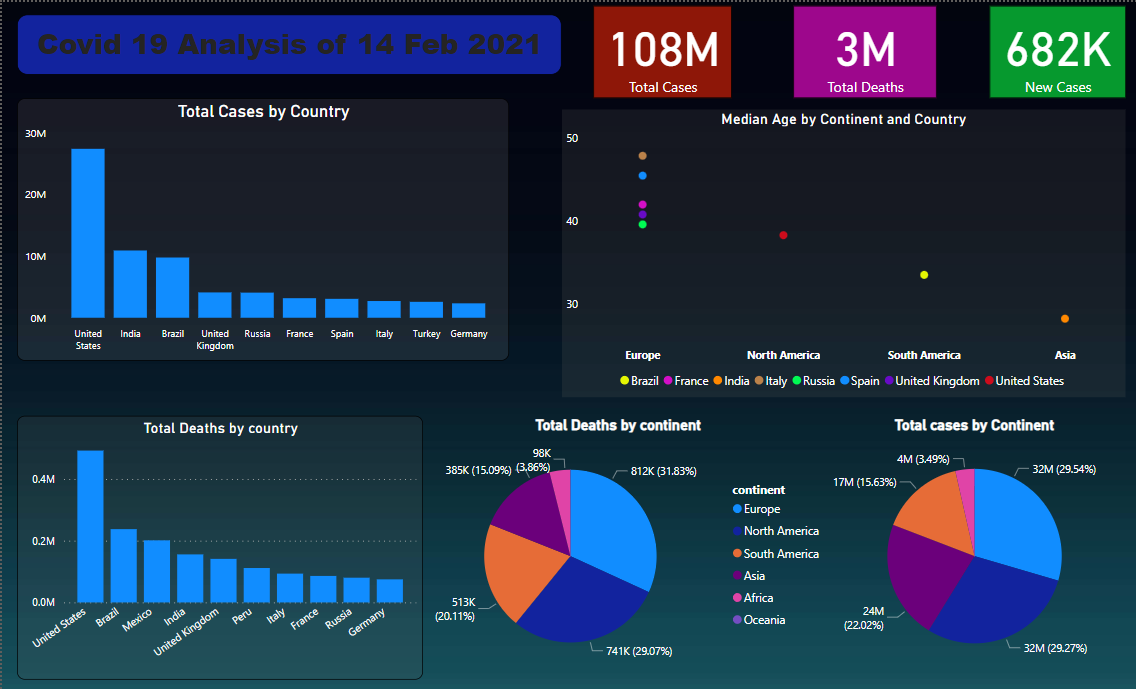 Covid 19 Analysis of 14 Feb 2021
108M
Total Cases
3M
Total Deaths
682K
New Cases
Total Cases by Country
30M
20M
10M
0M
United
States
India
Brazil
United
Kingdom
Russia
France
Spain
Italy
Turkey
Germany
Median Age by Continent and Country
50
40
30
Europe
North America
South America
Asia
Brazil
France
India
Italy
Russia
Spain
United Kingdom
United States
Total Deaths by country
0.4M
0.2M
0.0M
United States
Brazil
Mexico
India
United Kingdom
Peru
Italy
France
Russia
Germany
Total Deaths by continent
98K
(3.86%)
385K (15.09%)
812K (31.83%)
513K
(20.11%)
741K (29.07%)
continent
Europe
North America
South America
Asia
Africa
Oceania
Total cases by Continent
4M (3.49%)
32M (29.54%)
17M (15.63%)
24M
(22.02%)
32M (29.27%)